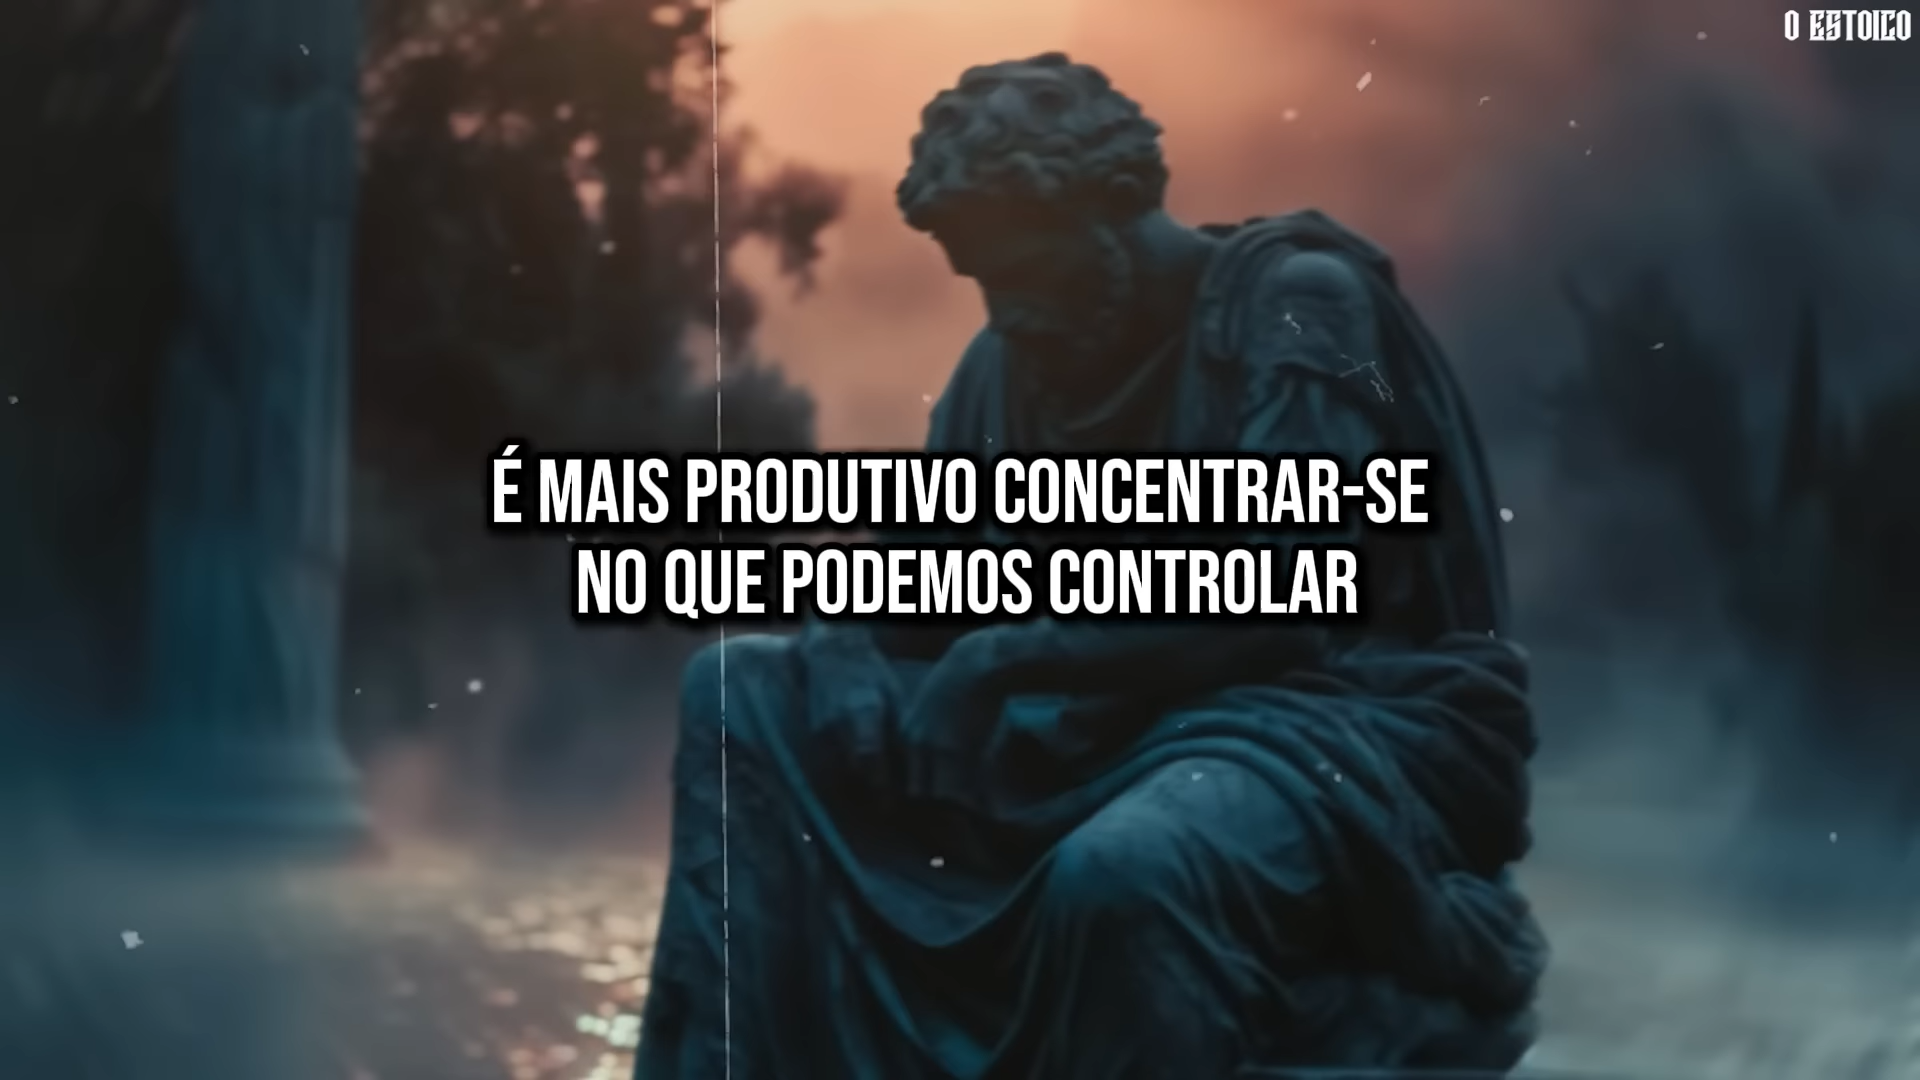 O ESTOICO
É MAIS PRODUTIVO CONCENTRAR-SE
NO QUE PODEMOS CONTROLAR